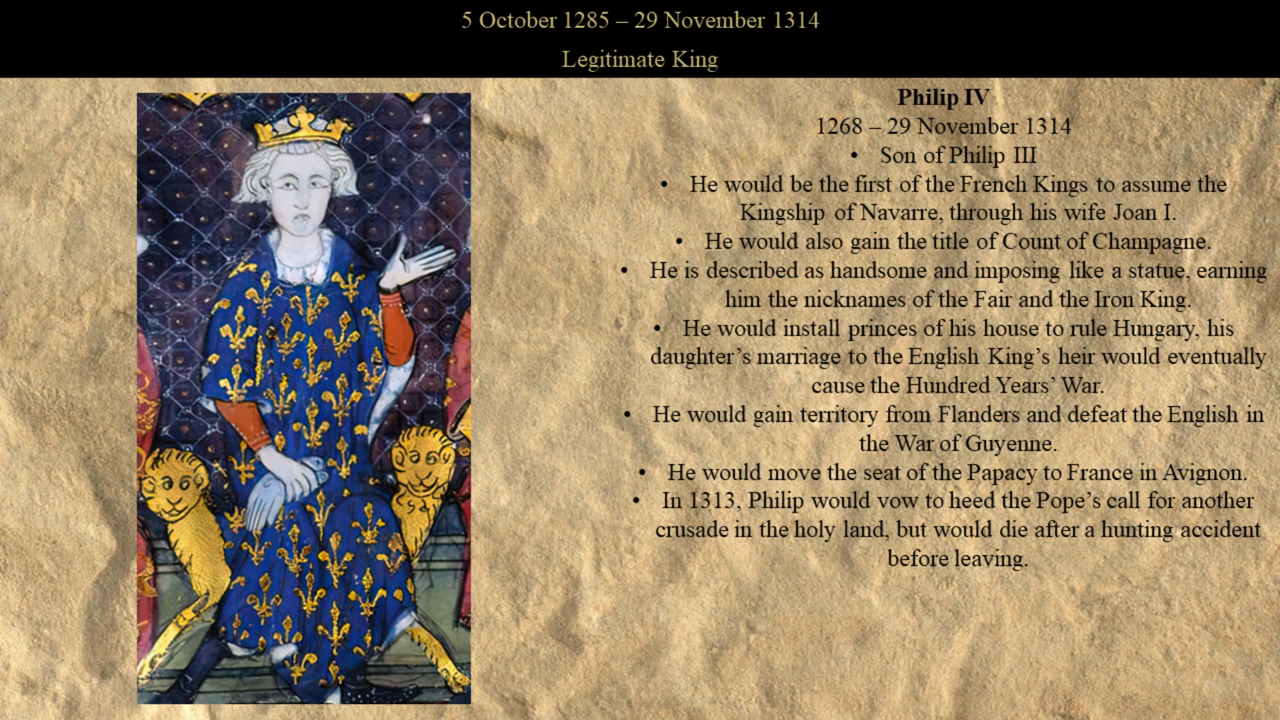 5 October 1285 – 29 November 1314
Legitimate King
Philip IV
1268 – 29 November 1314
• Son of Philip III
• He would be the first of the French Kings to assume the
Kingship of Navarre, through his wife Joan I.
• He would also gain the title of Count of Champagne.
• He is described as handsome and imposing like a statue, earning
him the nicknames of the Fair and the Iron King.
• He would install princes of his house to rule Hungary, his
daughter’s marriage to the English King’s heir would eventually
cause the Hundred Years’ War.
• He would gain territory from Flanders and defeat the English in
the War of Guyenne.
• He would move the seat of the Papacy to France in Avignon.
• In 1313, Philip would vow to heed the Pope’s call for another
crusade in the holy land, but would die after a hunting accident
before leaving.